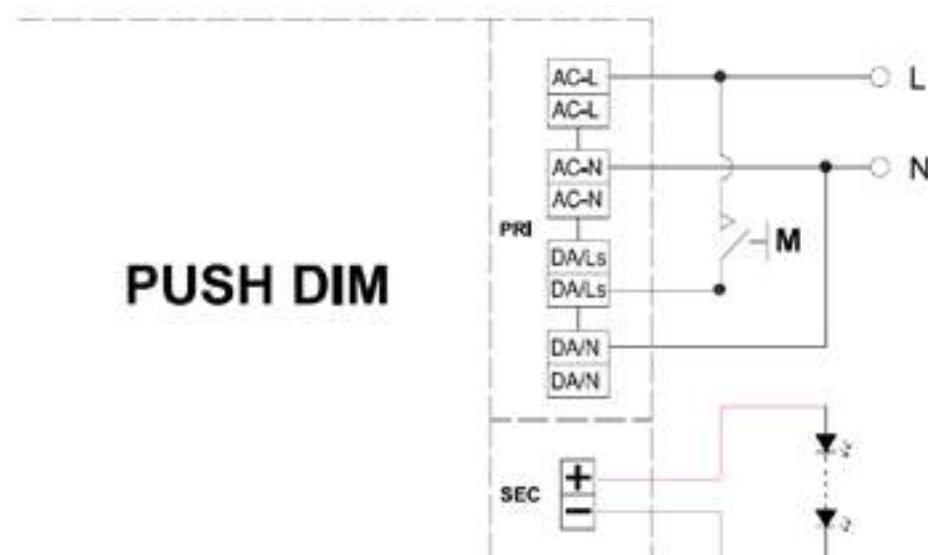 AC-L
L
AC-L
AC-N
N
AC-N
PRI
M
DA/Ls
PUSH DIM
DA/Ls
DA/N
DA/N
SEC
+
−